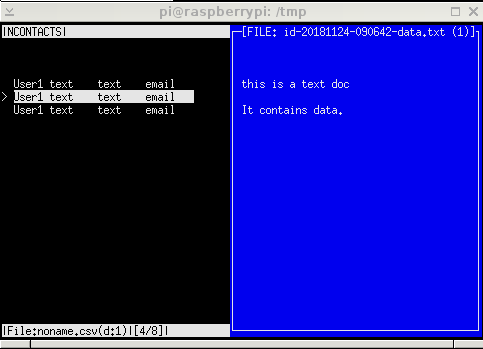 pi@raspberrypi: /tmp
|NCONTACTS|
[FILE: id-20181124-090642-data.txt (1)]
User1 text text email
> User1 text text email
User1 text text email
this is a text doc
It contains data.
|File:noname.csv(d:1)|[4/8]|